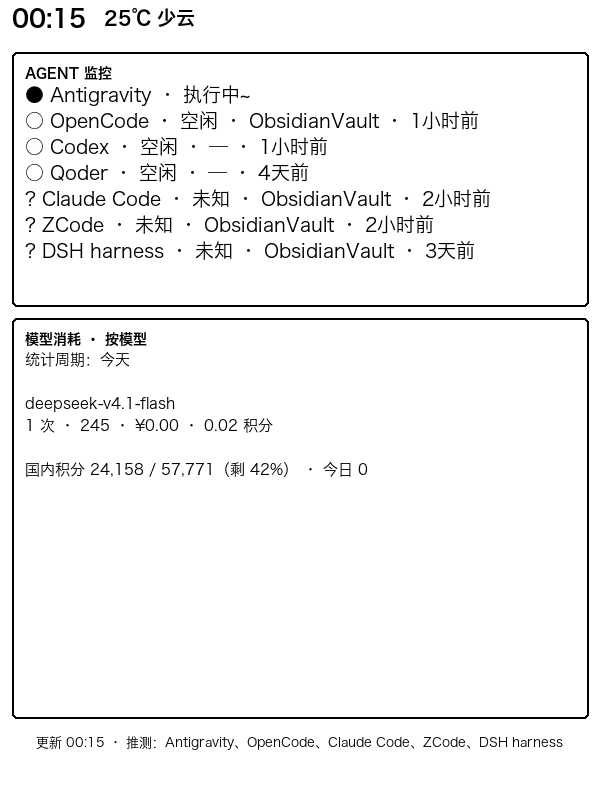 00:15 25℃ 少云
AGENT 监控
● Antigravity · 执行中~
○ OpenCode · 空闲 · ObsidianVault · 1小时前
○ Codex · 空闲 · — · 1小时前
○ Qoder · 空闲 · — · 4天前
? Claude Code · 未知 · ObsidianVault · 2小时前
? ZCode · 未知 · ObsidianVault · 2小时前
? DSH harness · 未知 · ObsidianVault · 3天前
模型消耗 · 按模型
统计周期：今天
deepseek-v4.1-flash
1 次 · 245 · ¥0.00 · 0.02 积分
国内积分 24,158 / 57,771（剩 42%） · 今日 0
更新 00:15 · 推测：Antigravity、OpenCode、Claude Code、ZCode、DSH harness